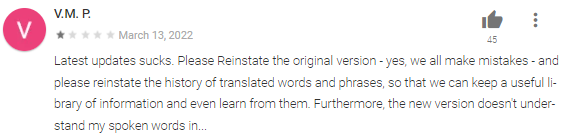 V.M. P.
V
March 13, 2022
45
Latest updates sucks. Please Reinstate the original version - yes, we all make mistakes - and
please reinstate the history of translated words and phrases, so that we can keep a useful li-
brary of information and even learn from them. Furthermore, the new version doesn't under-
stand my spoken words in...